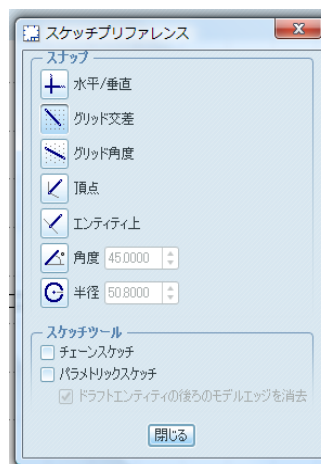 スケッチプリファレンス
スナップ
水平/垂直
グリッド交差
グリッド角度
頂点
エンティティ上
角度 45.0000
半径 50.8000
スケッチツール
チェーンスケッチ
パラメトリックスケッチ
ドラフトエンティティの後ろのモデルエッジを消去
閉じる